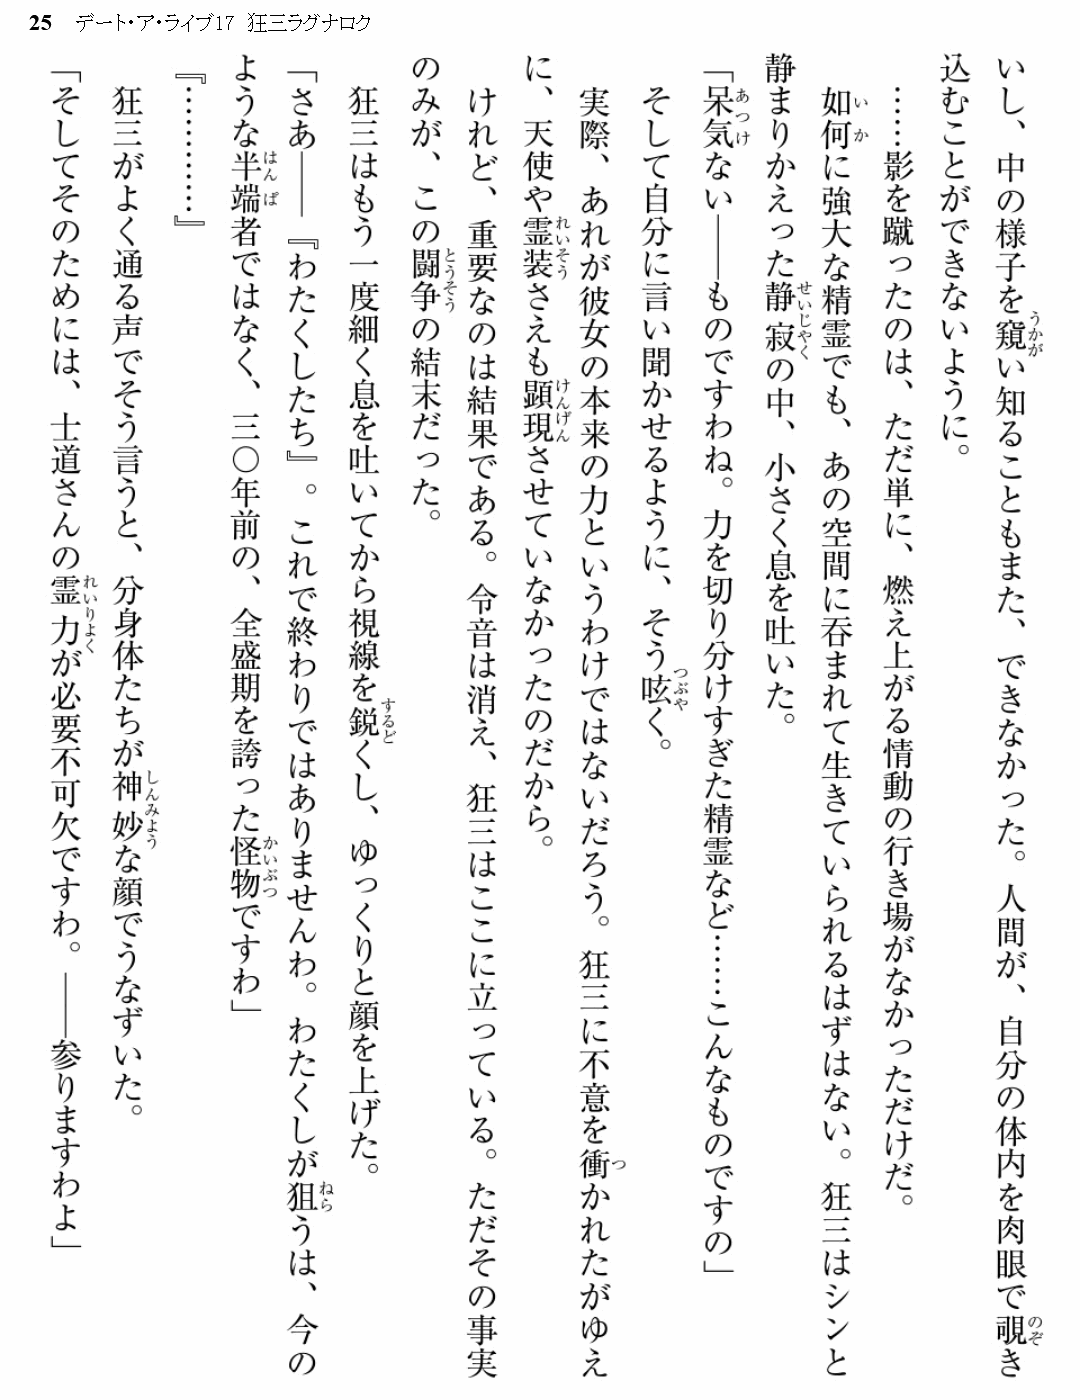 25　デート・ア・ライブ17　狂三ラグナロク
いし、中の様子を窺い知ることもまた、できなかった。人間が、自分の体内を肉眼で覗き
込むことができないように。
……影を蹴ったのは、ただ単に、燃え上がる情動の行き場がなかっただけだ。
如何に強大な精霊でも、あの空間に呑まれて生きていられるはずはない。狂三はシンと
静まりかえった静寂の中、小さく息を吐いた。
「呆気ない――ものですわね。力を切り分けすぎた精霊など……こんなものですの」
そして自分に言い聞かせるように、そう呟く。
実際、あれが彼女の本来の力というわけではないだろう。狂三に不意を衝かれたがゆえ
に、天使や霊装さえも顕現させていなかったのだから。
けれど、重要なのは結果である。令音は消え、狂三はここに立っている。ただその事実
のみが、この闘争の結末だった。
狂三はもう一度細く息を吐いてから視線を鋭くし、ゆっくりと顔を上げた。
「さあ――『わたくしたち』。これで終わりではありませんわ。わたくしが狙うは、今の
ような半端者ではなく、三〇年前の、全盛期を誇った怪物ですわ」
『…………』
狂三がよく通る声でそう言うと、分身体たちが神妙な顔でうなずいた。
「そしてそのためには、士道さんの霊力が必要不可欠ですわ。――参りますわよ」